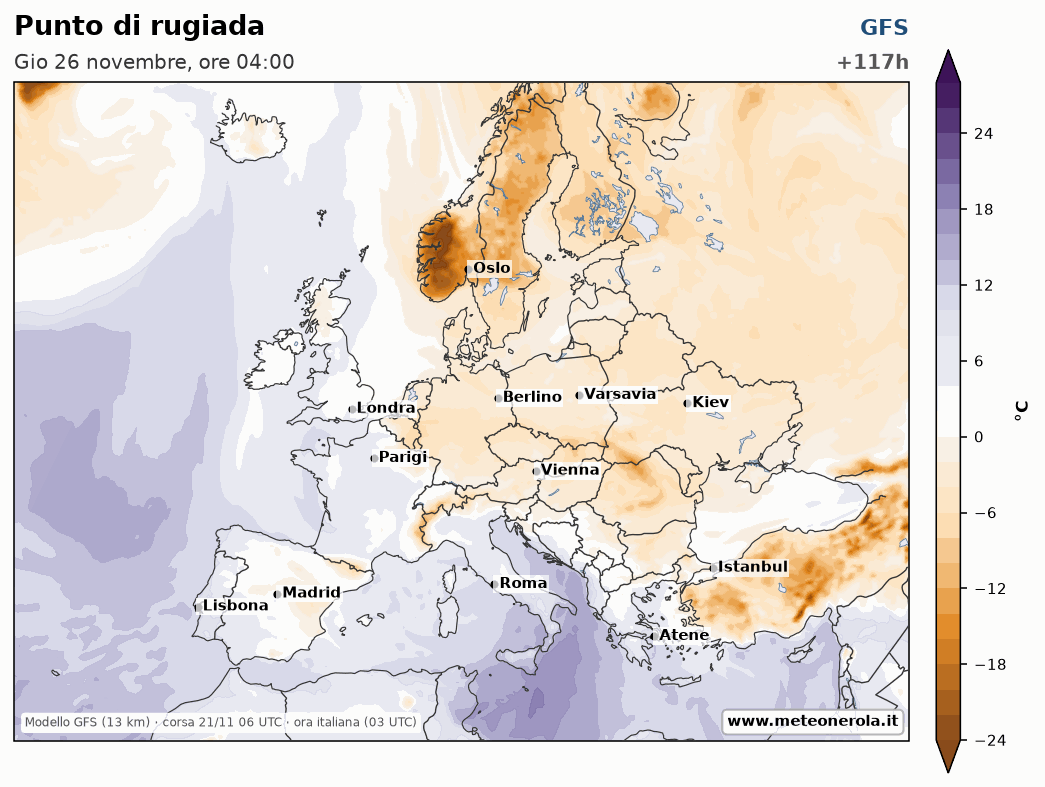 Punto di rugiada
GFS
Gio 26 novembre, ore 04:00
+117h
Oslo
Londra
Berlino
Varsavia
Kiev
Parigi
Vienna
Istanbul
Madrid
Roma
Lisbona
Atene
Modello GFS (13 km) · corsa 21/11 06 UTC · ora italiana (03 UTC)
www.meteonerola.it
24
18
12
6
0
−6
−12
−18
−24
°C